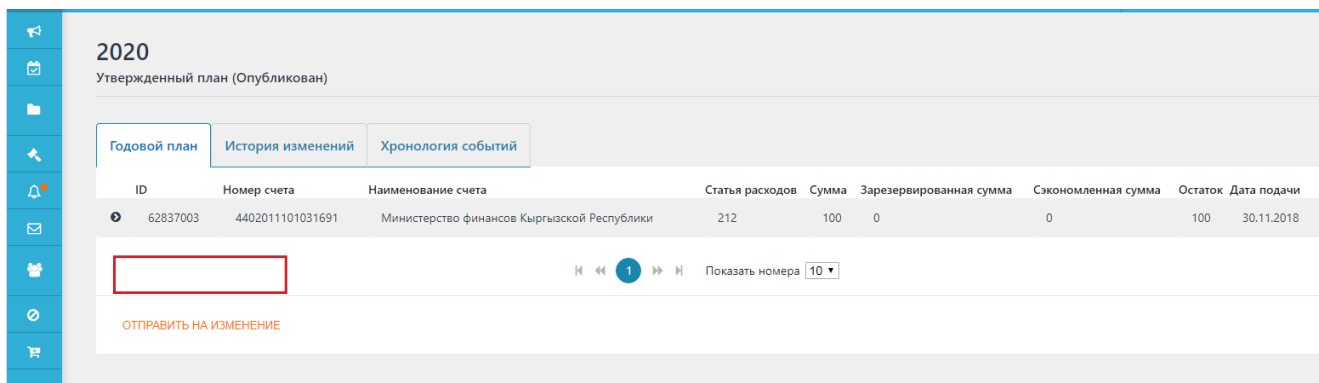 2020
Утвержденный план (Опубликован)
Годовой план История изменений Хронология событий
ID Номер счета Наименование счета Статья расходов Сумма Зарезервированная сумма Сэкономленная сумма Остаток Дата подачи
62837003 4402011101031691 Министерство финансов Кыргызской Республики 212 100 0 0 100 30.11.2018
1 Показать номера 10
ОТПРАВИТЬ НА ИЗМЕНЕНИЕ